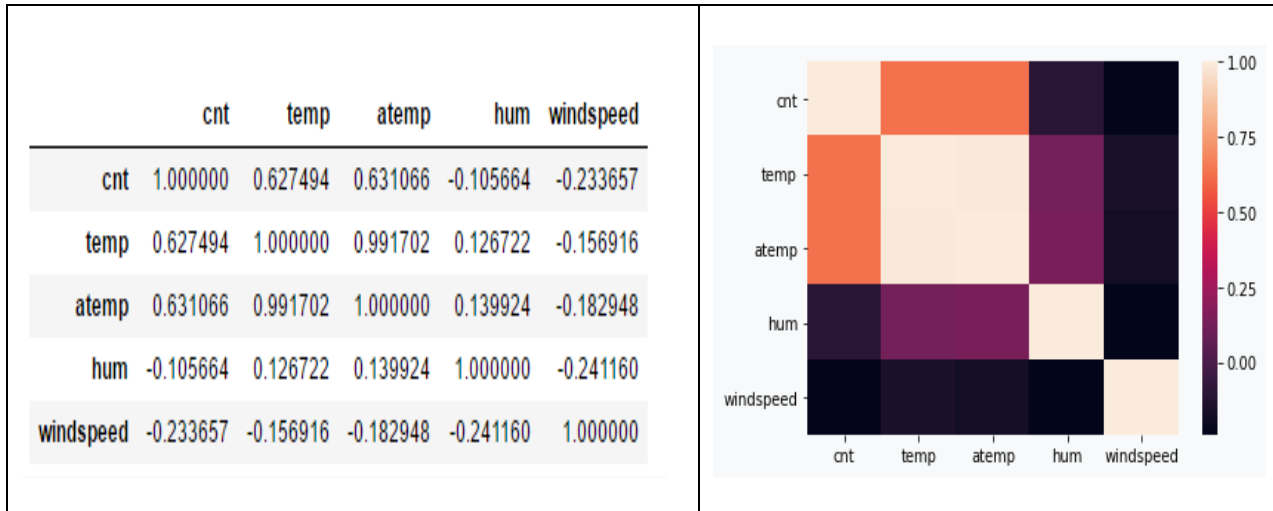 cnt temp atemp hum windspeed
cnt 1.000000 0.627494 0.631066 -0.105664 -0.233657
temp 0.627494 1.000000 0.991702 0.126722 -0.156916
atemp 0.631066 0.991702 1.000000 0.139924 -0.182948
hum -0.105664 0.126722 0.139924 1.000000 -0.241160
windspeed -0.233657 -0.156916 -0.182948 -0.241160 1.000000
cnt
temp
atemp
hum
windspeed
cnt temp atemp hum windspeed
1.00
0.75
0.50
0.25
0.00